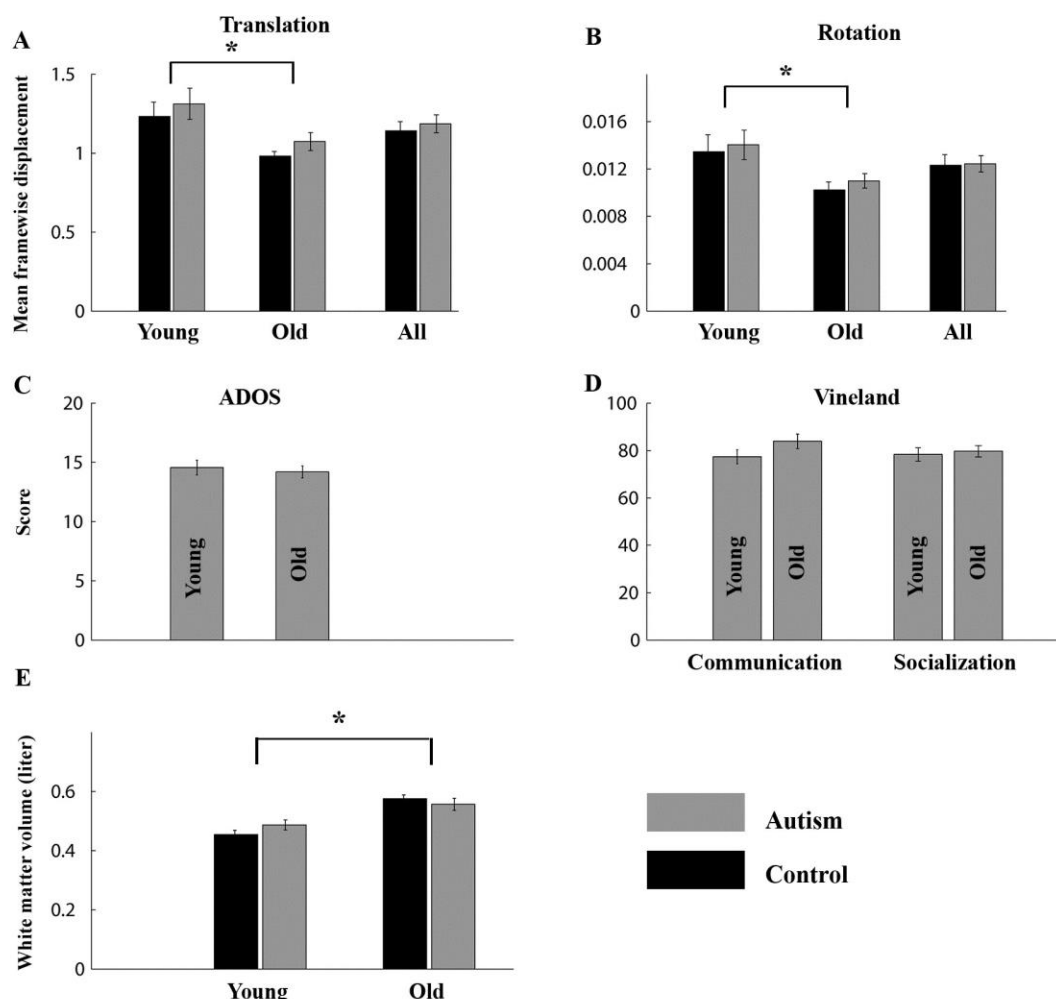 A
Translation
*
Mean framewise displacement
1.5
1
0.5
0
Young Old All
B
Rotation
*
0.016
0.012
0.008
0.004
0
Young Old All
C
ADOS
Score
20
15
10
5
0
Young
Old
D
Vineland
100
80
60
40
20
0
Young
Old
Young
Old
Communication Socialization
E
*
White matter volume (liter)
0.6
0.4
0.2
0
Young Old
Autism
Control